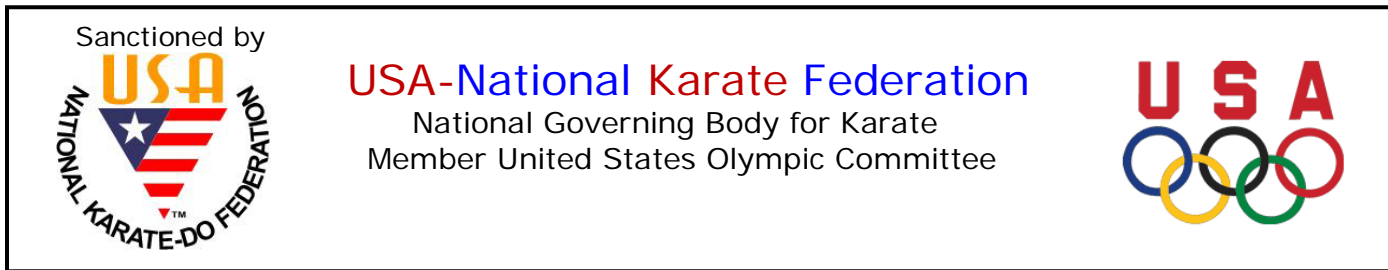 Sanctioned by
USA
NATIONAL KARATE-DO FEDERATION
TM
USA-National Karate Federation
National Governing Body for Karate
Member United States Olympic Committee
USA